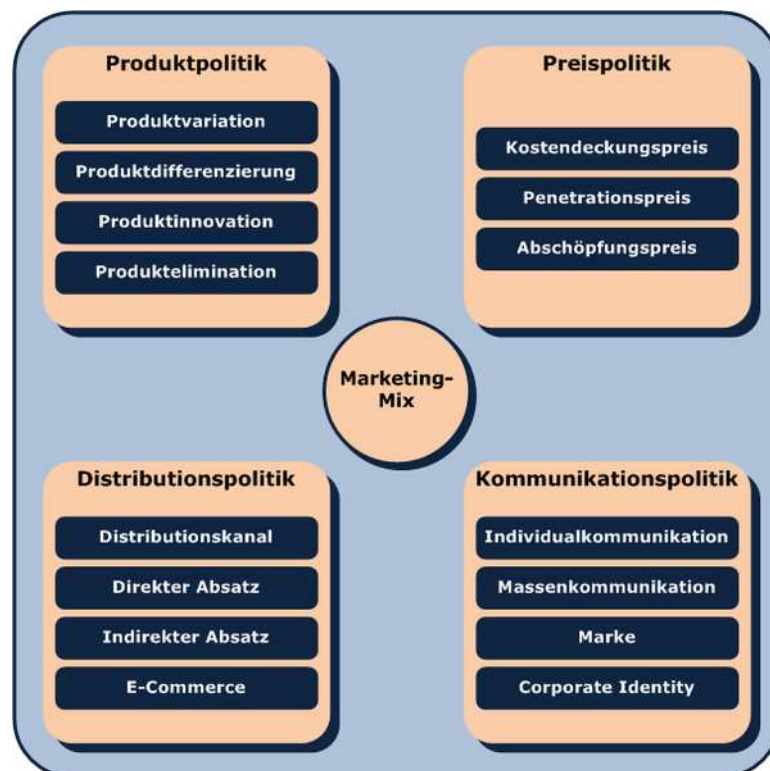 Produktpolitik
Produktvariation
Produktdifferenzierung
Produktinnovation
Produktelimination
Preispolitik
Kostendeckungspreis
Penetrationspreis
Abschöpfungspreis
Marketing-
Mix
Distributionspolitik
Distributionskanal
Direkter Absatz
Indirekter Absatz
E-Commerce
Kommunikationspolitik
Individualkommunikation
Massenkommunikation
Marke
Corporate Identity